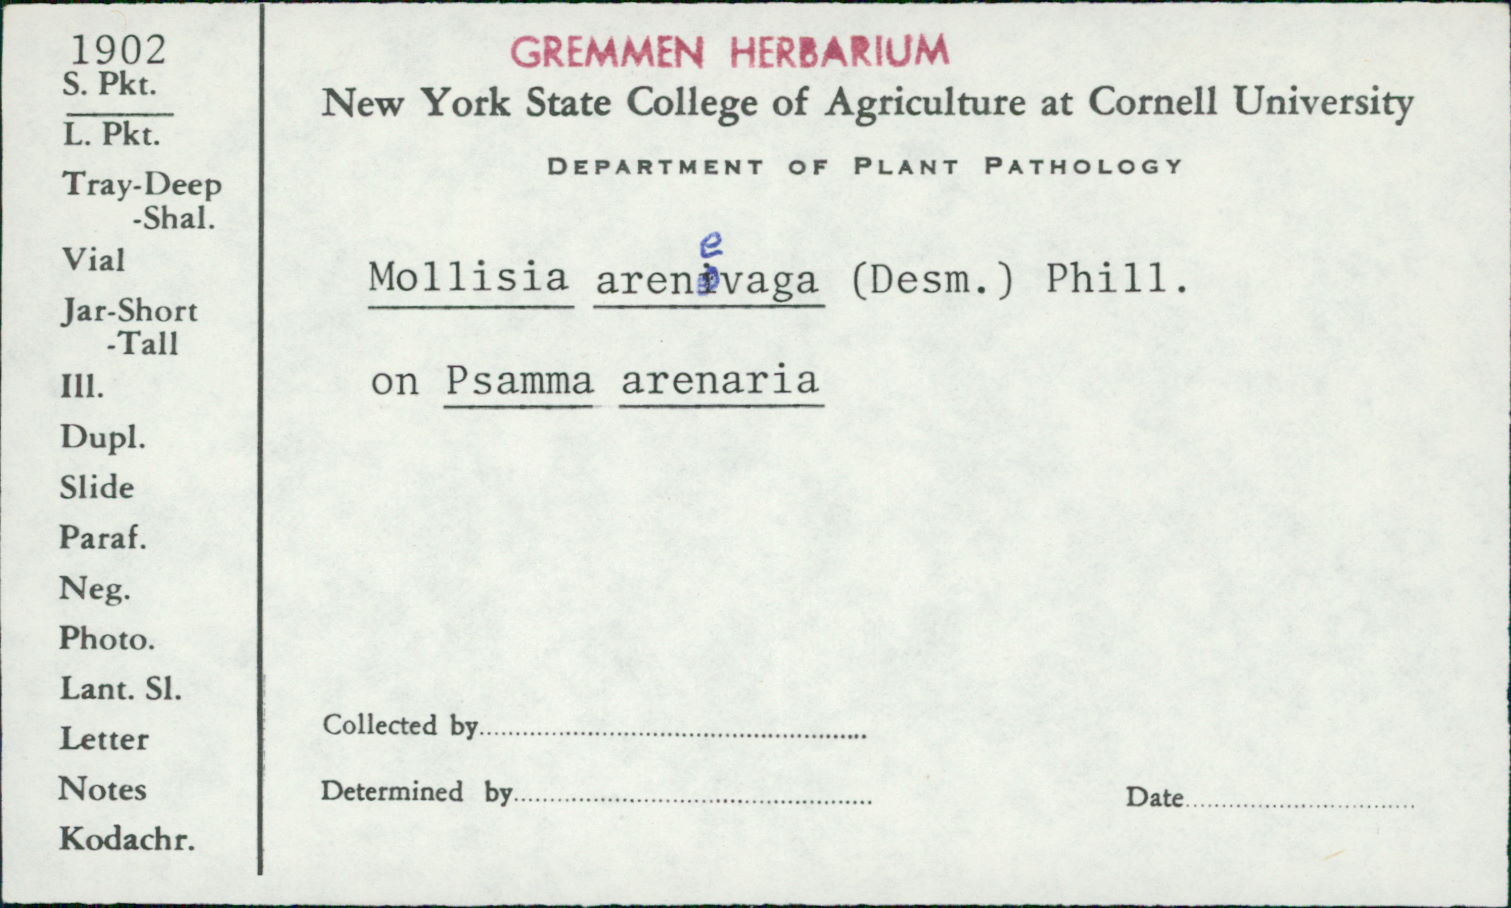 1902
S. Pkt.
L. Pkt.
Tray-Deep
-Shal.
Vial
Jar-Short
-Tall
Ill.
Dupl.
Slide
Paraf.
Neg.
Photo.
Lant. Sl.
Letter
Notes
Kodachr.
GREMMEN HERBARIUM
New York State College of Agriculture at Cornell University
DEPARTMENT OF PLANT PATHOLOGY
e
Mollisia arenivaga (Desm.) Phill.
on Psamma arenaria
Collected by
Determined by
Date